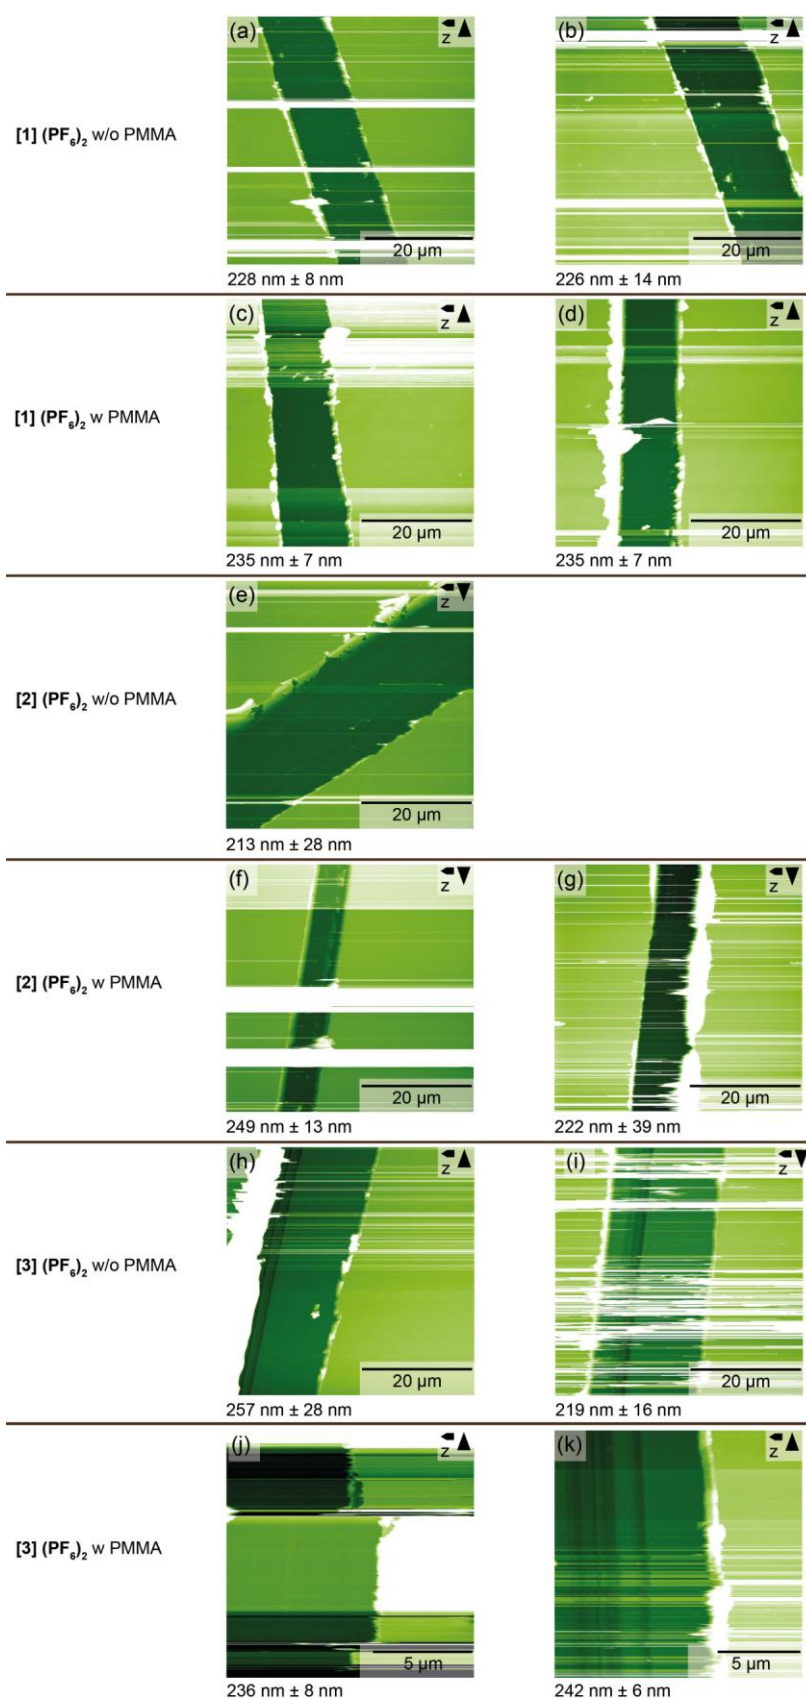 (a)
z
(b)
z
[1] (PF6)2 w/o PMMA
20 µm
20 µm
228 nm ± 8 nm
226 nm ± 14 nm
(c)
z
(d)
z
[1] (PF6)2 w PMMA
20 µm
20 µm
235 nm ± 7 nm
235 nm ± 7 nm
(e)
z
[2] (PF6)2 w/o PMMA
20 µm
213 nm ± 28 nm
(f)
z
(g)
z
[2] (PF6)2 w PMMA
20 µm
20 µm
249 nm ± 13 nm
222 nm ± 39 nm
(h)
z
(i)
z
[3] (PF6)2 w/o PMMA
20 µm
20 µm
257 nm ± 28 nm
219 nm ± 16 nm
(j)
z
(k)
z
[3] (PF6)2 w PMMA
5 µm
5 µm
236 nm ± 8 nm
242 nm ± 6 nm